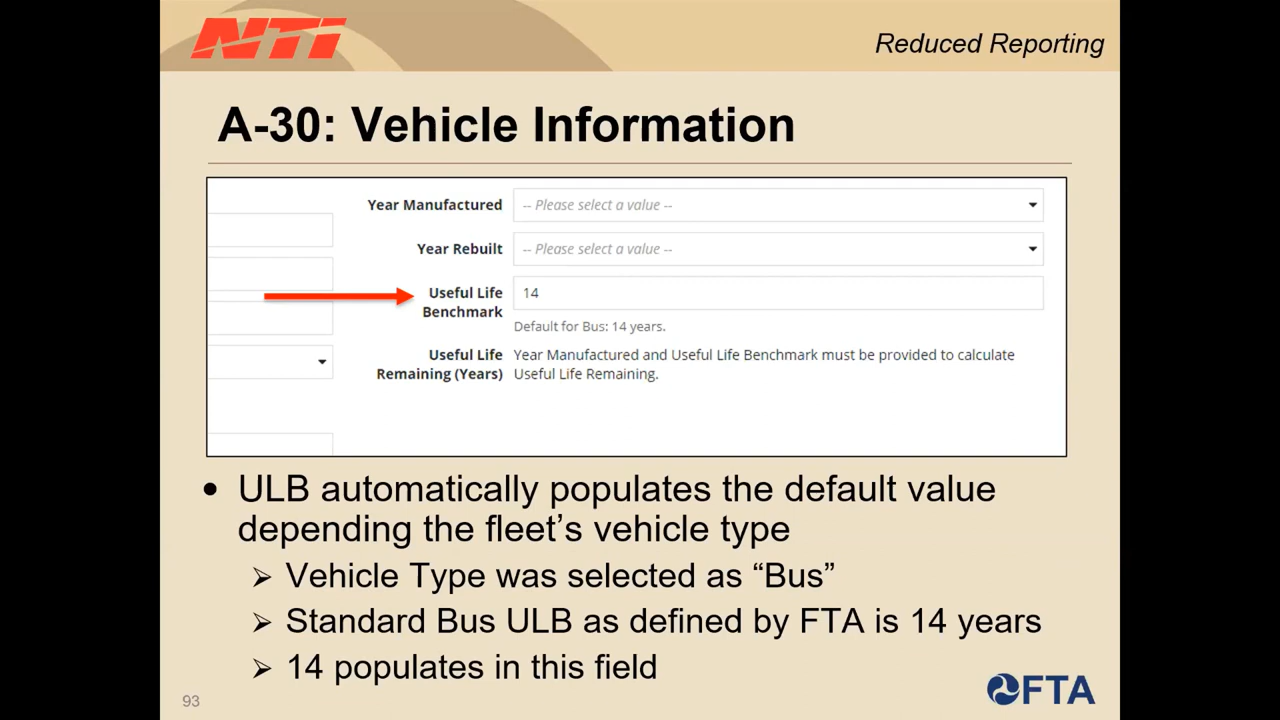 NTI
Reduced Reporting
A-30: Vehicle Information
Year Manufactured
-- Please select a value --
Year Rebuilt
-- Please select a value --
Useful Life
Benchmark
14
Default for Bus: 14 years.
Useful Life
Remaining (Years)
Year Manufactured and Useful Life Benchmark must be provided to calculate
Useful Life Remaining.
• ULB automatically populates the default value
depending the fleet’s vehicle type
➢ Vehicle Type was selected as “Bus”
➢ Standard Bus ULB as defined by FTA is 14 years
➢ 14 populates in this field
93
FTA